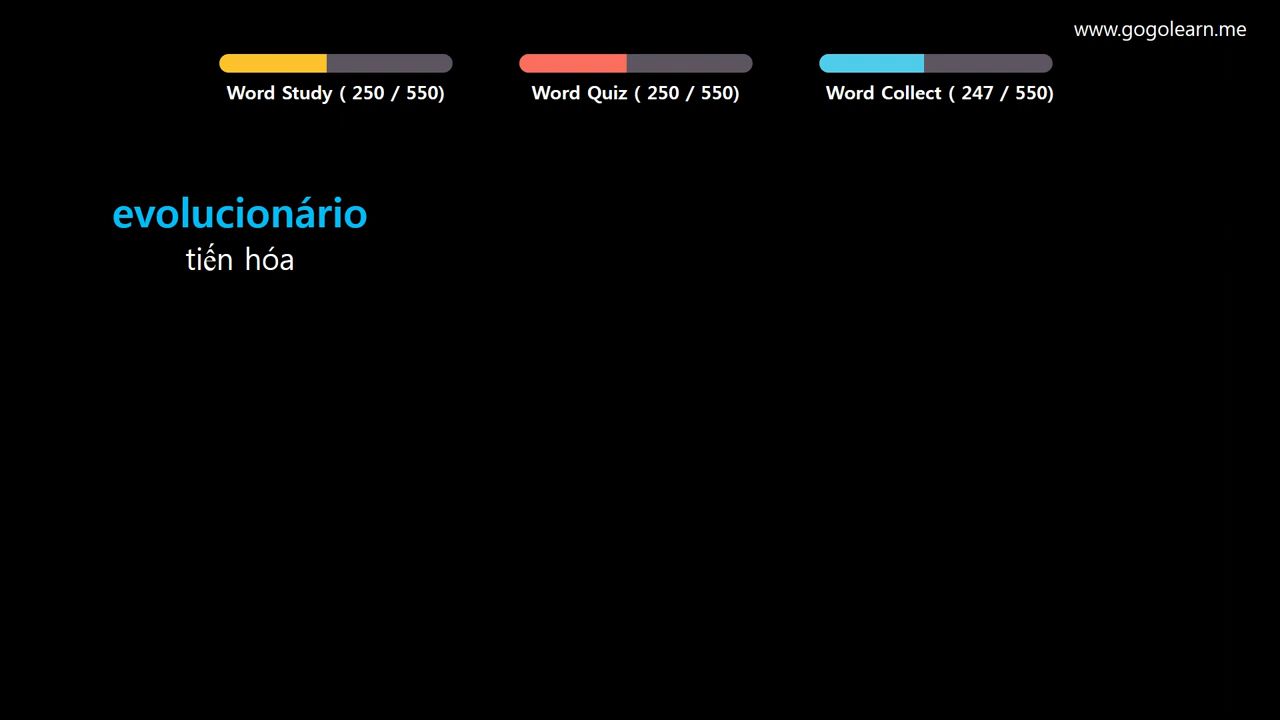 www.gogolearn.me
Word Study ( 250 / 550)
Word Quiz ( 250 / 550)
Word Collect ( 247 / 550)
evolucionário
tiến hóa